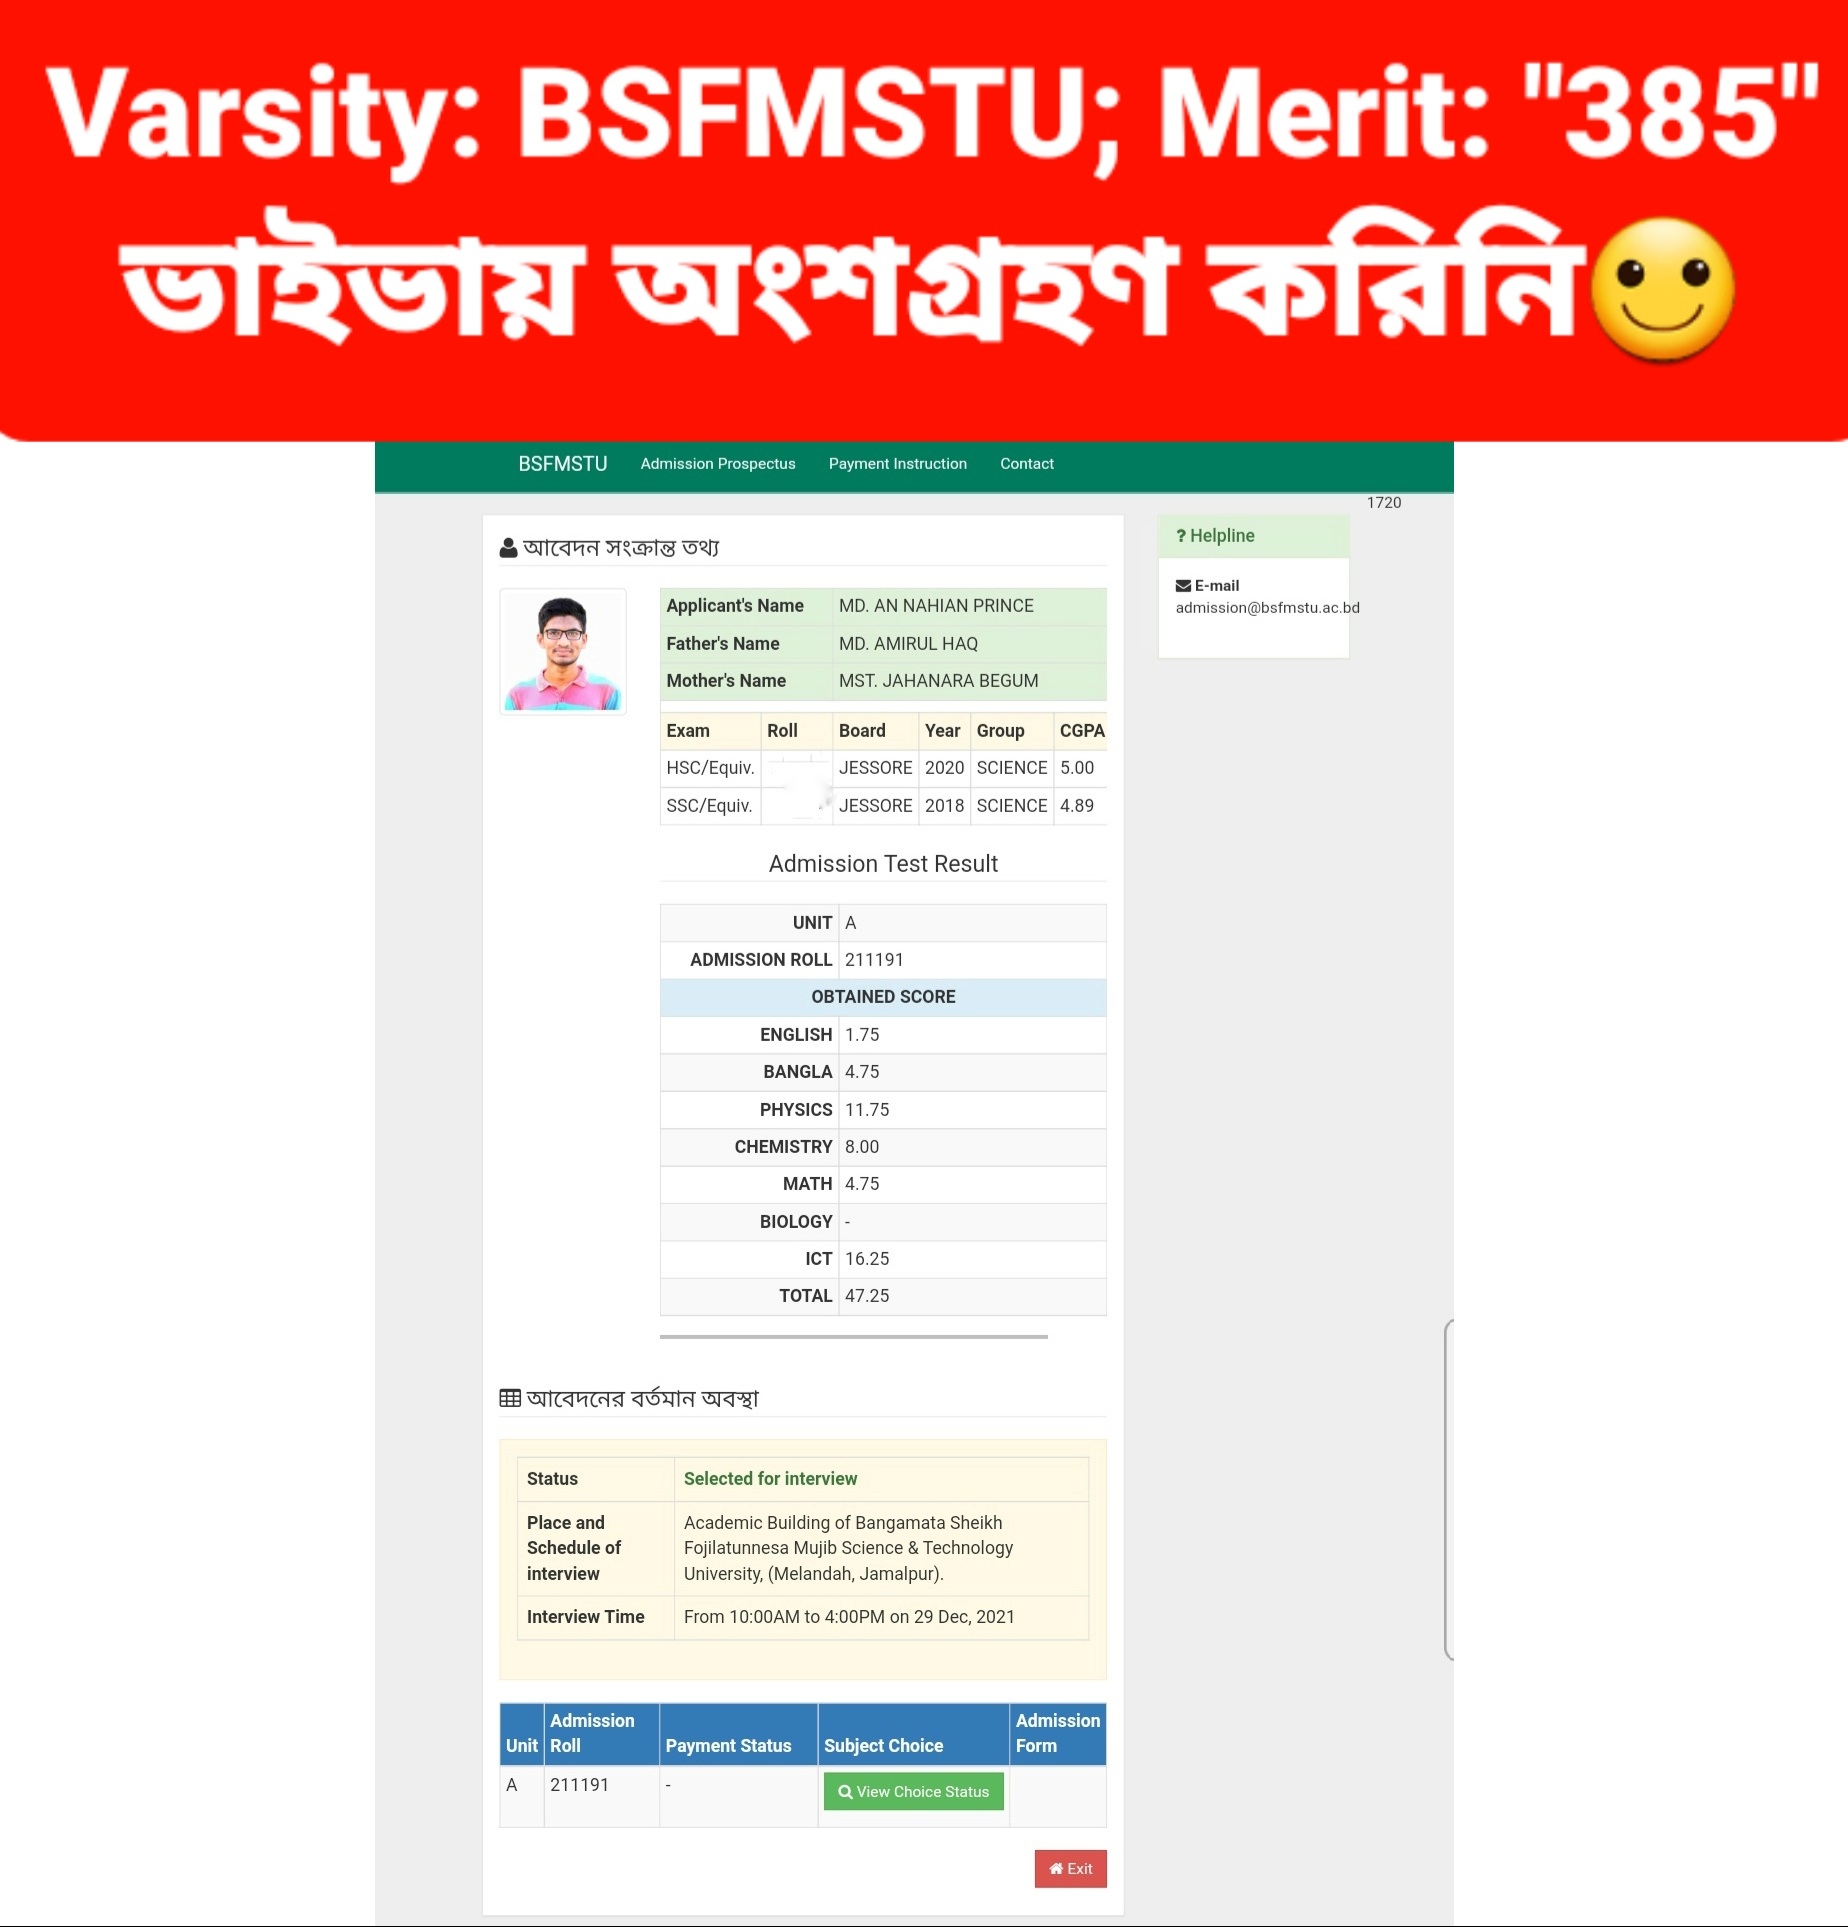 Varsity: BSFMSTU; Merit: "385"
ভাইভায় অংশগ্রহণ করিনি🙂
BSFMSTU Admission Prospectus Payment Instruction Contact
1720
আবেদন সংক্রান্ত তথ্য
Applicant's Name MD. AN NAHIAN PRINCE
Father's Name MD. AMIRUL HAQ
Mother's Name MST. JAHANARA BEGUM
Exam Roll Board Year Group CGPA
HSC/Equiv. JESSORE 2020 SCIENCE 5.00
SSC/Equiv. JESSORE 2018 SCIENCE 4.89
Admission Test Result
UNIT A
ADMISSION ROLL 211191
OBTAINED SCORE
ENGLISH 1.75
BANGLA 4.75
PHYSICS 11.75
CHEMISTRY 8.00
MATH 4.75
BIOLOGY -
ICT 16.25
TOTAL 47.25
? Helpline
E-mail
admission@bsfmstu.ac.bd
আবেদনের বর্তমান অবস্থা
Status Selected for interview
Place and Schedule of interview
Academic Building of Bangamata Sheikh
Fojilatunnesa Mujib Science & Technology
University, (Melandah, Jamalpur).
Interview Time From 10:00AM to 4:00PM on 29 Dec, 2021
Unit Admission Roll Payment Status Subject Choice Admission Form
A 211191 - View Choice Status
Exit